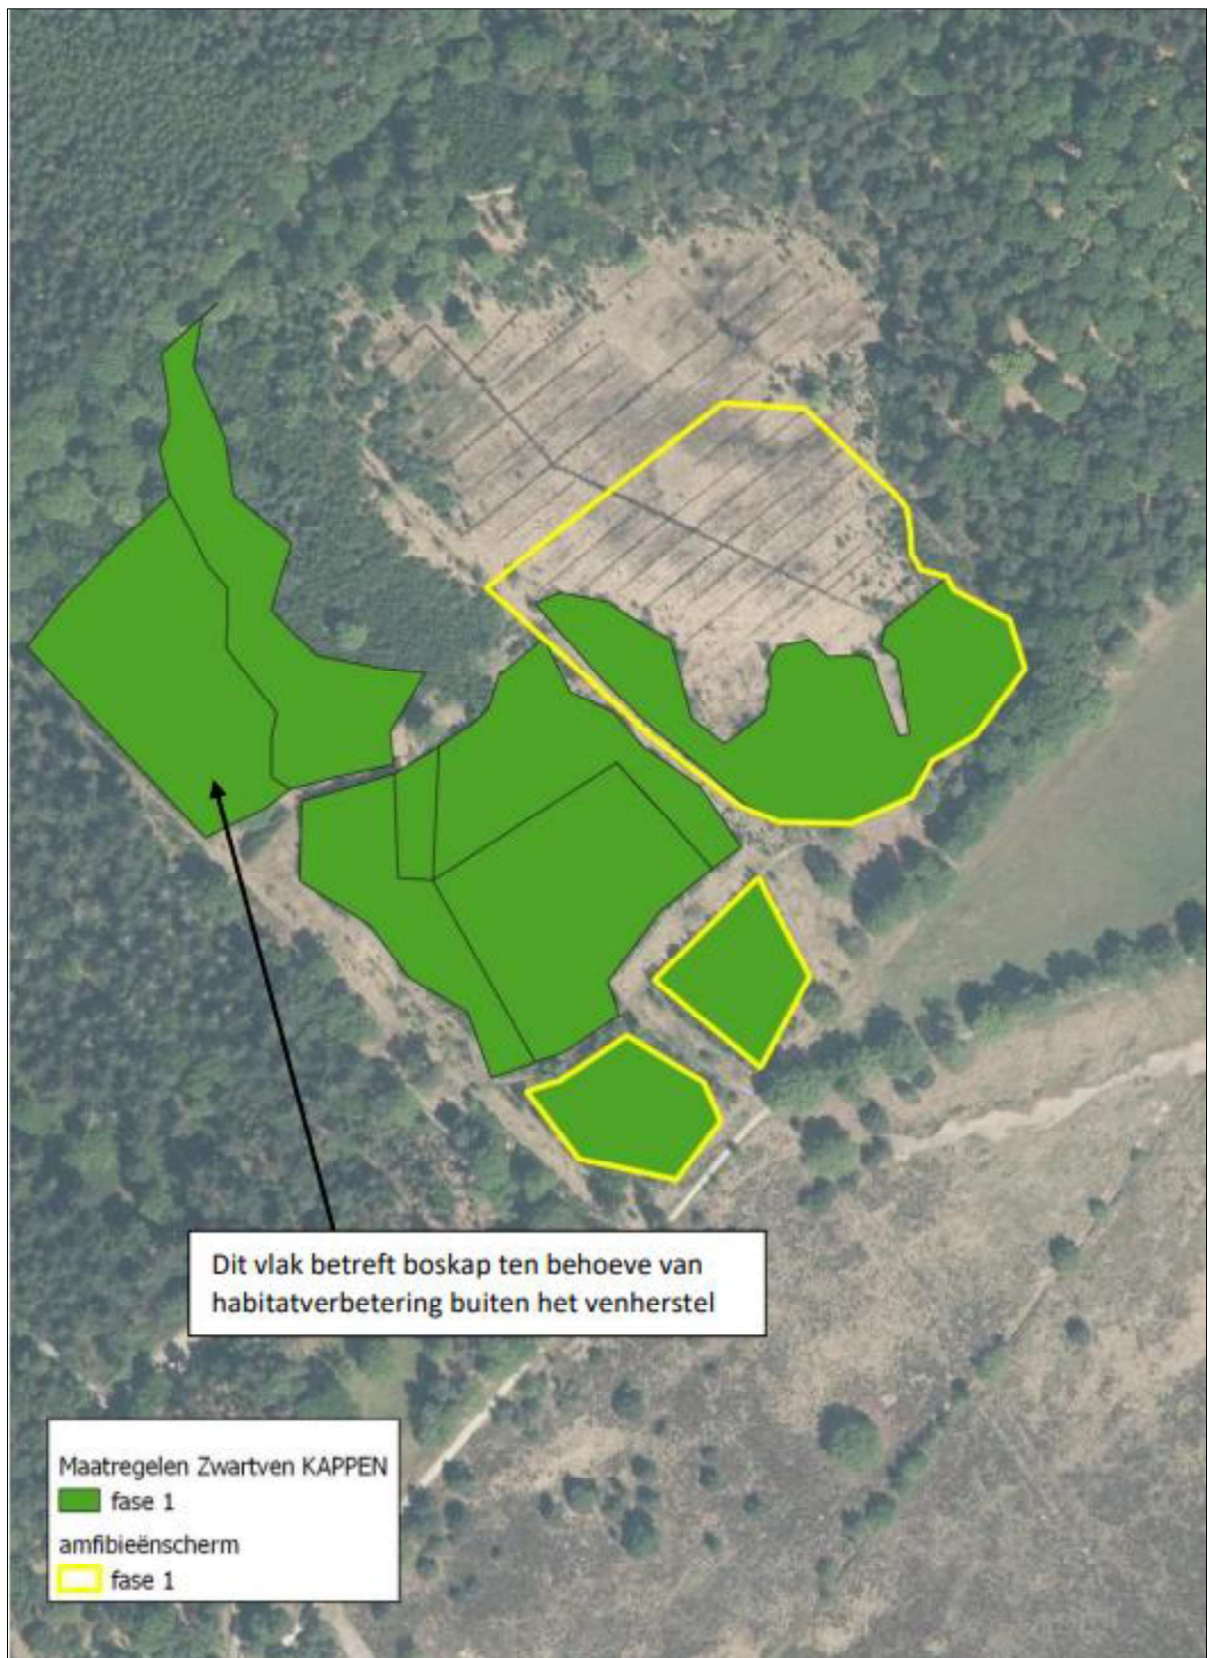 Dit vlak betreft boskap ten behoeve van
habitatverbetering buiten het venherstel
Maatregelen Zwartven KAPPEN
fase 1
amfibieënscherm
fase 1